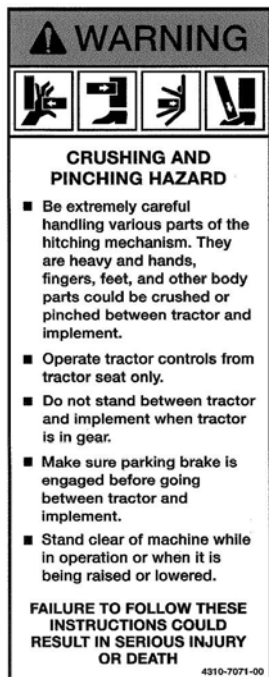 WARNING
CRUSHING AND
PINCHING HAZARD
■ Be extremely careful
handling various parts of the
hitching mechanism. They
are heavy and hands,
fingers, feet, and other body
parts could be crushed or
pinched between tractor and
implement.
■ Operate tractor controls from
tractor seat only.
■ Do not stand between tractor
and implement when tractor
is in gear.
■ Make sure parking brake is
engaged before going
between tractor and
implement.
■ Stand clear of machine while
in operation or when it is
being raised or lowered.
FAILURE TO FOLLOW THESE
INSTRUCTIONS COULD
RESULT IN SERIOUS INJURY
OR DEATH
4310-7071-00